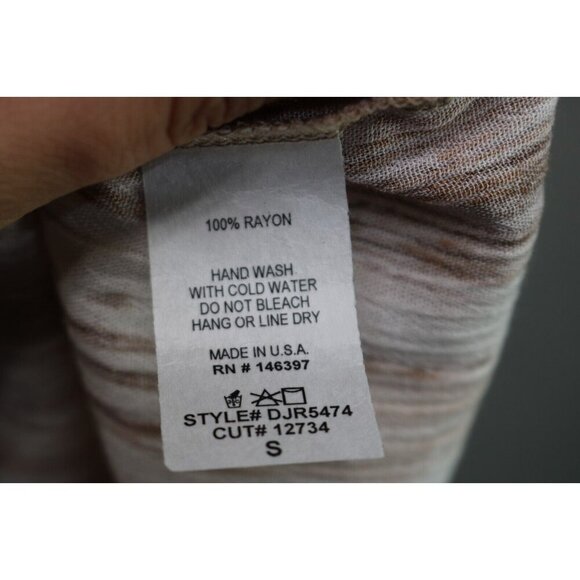 100% RAYON
HAND WASH
WITH COLD WATER
DO NOT BLEACH
HANG OR LINE DRY
MADE IN U.S.A.
RN # 146397
STYLE# DJR5474
CUT# 12734
S